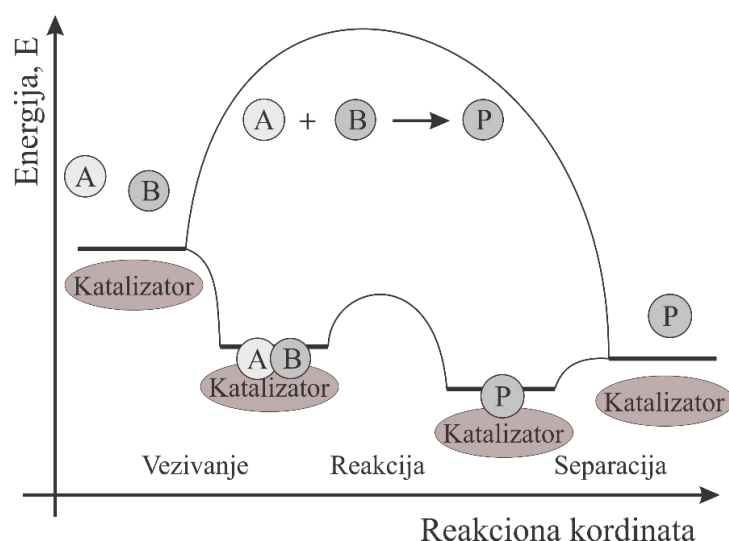 Energija, E
A + B → P
A
B
Katalizator
A B
Katalizator
P
Katalizator
P
Katalizator
Vezivanje
Reakcija
Separacija
Reakciona kordinata